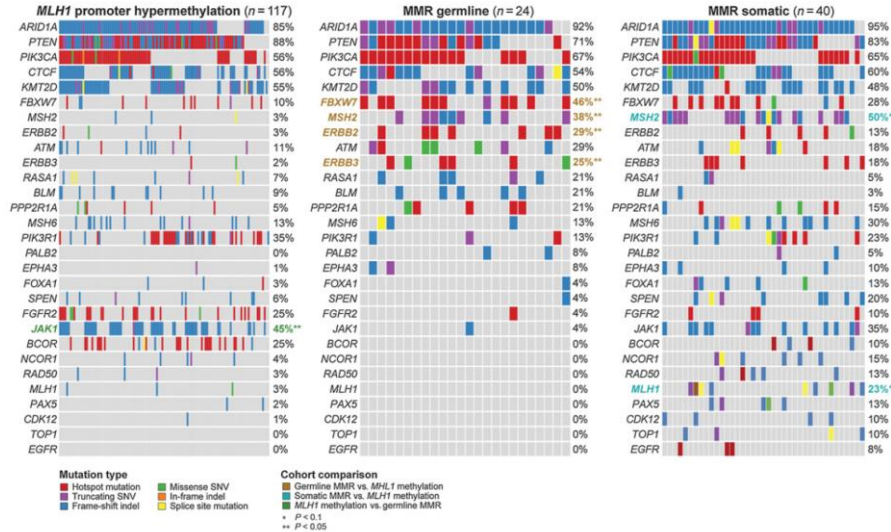 MLH1 promoter hypermethylation (n = 117)
ARID1A 85%
PTEN 88%
PIK3CA 56%
CTCF 56%
KMT2D 55%
FBXW7 10%
MSH2 3%
ERBB2 3%
ATM 11%
ERBB3 2%
RASA1 7%
BLM 9%
PPP2R1A 5%
MSH6 13%
PIK3R1 35%
PALB2 0%
EPHA3 1%
FOXA1 3%
SPEN 6%
FGFR2 25%
JAK1 45%**
BCOR 25%
NCOR1 4%
RAD50 3%
MLH1 3%
PAX5 2%
CDK12 1%
TOP1 0%
EGFR 0%
MMR germline (n = 24)
ARID1A 92%
PTEN 71%
PIK3CA 67%
CTCF 54%
KMT2D 50%
FBXW7 46%**
MSH2 38%**
ERBB2 29%**
ATM 29%
ERBB3 25%**
RASA1 21%
BLM 21%
PPP2R1A 21%
MSH6 13%
PIK3R1 13%
PALB2 8%
EPHA3 8%
FOXA1 4%
SPEN 4%
FGFR2 4%
JAK1 4%
BCOR 0%
NCOR1 0%
RAD50 0%
MLH1 0%
PAX5 0%
CDK12 0%
TOP1 0%
EGFR 0%
MMR somatic (n = 40)
ARID1A 95%
PTEN 83%
PIK3CA 65%
CTCF 60%
KMT2D 48%
FBXW7 28%
MSH2 50%*
ERBB2 13%
ATM 18%
ERBB3 18%
RASA1 5%
BLM 3%
PPP2R1A 15%
MSH6 30%
PIK3R1 23%
PALB2 5%
EPHA3 10%
FOXA1 13%
SPEN 20%
FGFR2 10%
JAK1 35%
BCOR 10%
NCOR1 15%
RAD50 13%
MLH1 23%*
PAX5 13%
CDK12 10%
TOP1 10%
EGFR 8%
Mutation type
Hotspot mutation
Truncating SNV
Frame-shift indel
Missense SNV
In-frame indel
Splice site mutation
Cohort comparison
Germline MMR vs. MHL1 methylation
Somatic MMR vs. MLH1 methylation
MLH1 methylation vs germline MMR
* P < 0.1
** P < 0.05